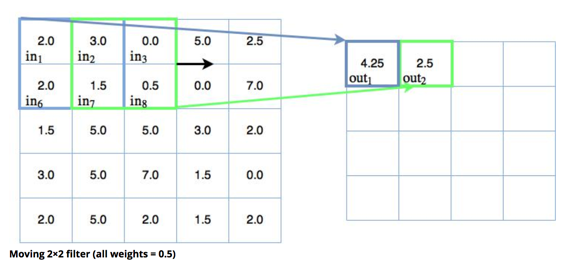 2.0 3.0 0.0 5.0 2.5
in1 in2 in3
2.0 1.5 0.5 0.0 7.0
in6 in7 in8
1.5 5.0 5.0 3.0 2.0
3.0 5.0 7.0 1.5 0.0
2.0 5.0 2.0 1.5 2.0
4.25 2.5
out1 out2
Moving 2×2 filter (all weights = 0.5)